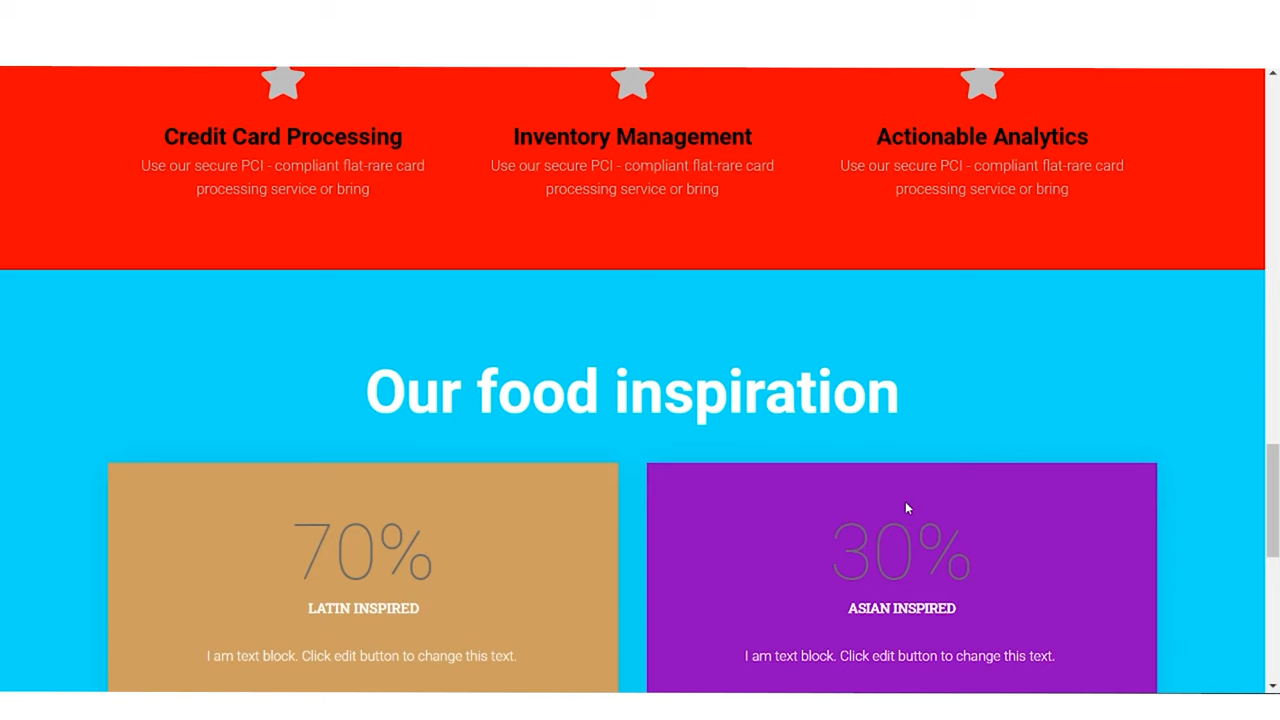 Credit Card Processing
Use our secure PCI - compliant flat-rare card
processing service or bring
Inventory Management
Use our secure PCI - compliant flat-rare card
processing service or bring
Actionable Analytics
Use our secure PCI - compliant flat-rare card
processing service or bring
Our food inspiration
70%
LATIN INSPIRED
I am text block. Click edit button to change this text.
30%
ASIAN INSPIRED
I am text block. Click edit button to change this text.